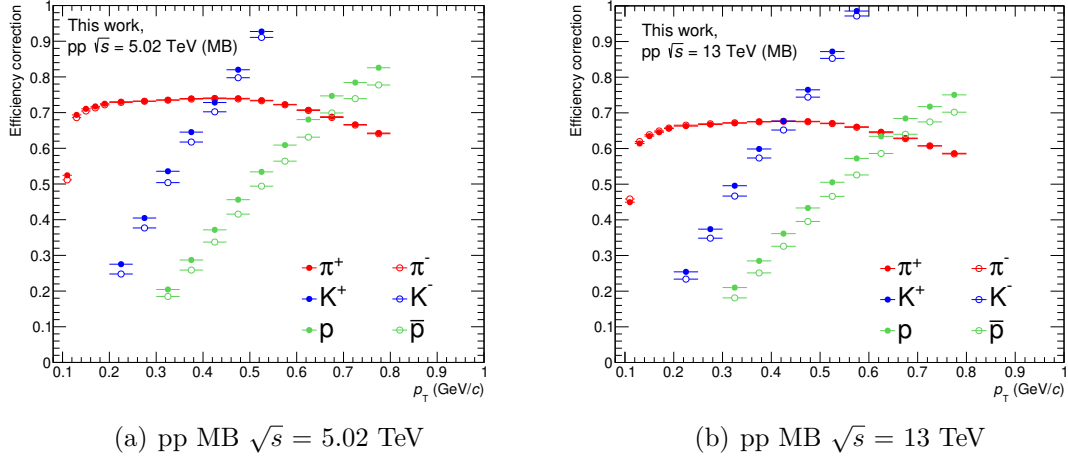 This work,
pp √s = 5.02 TeV (MB)
Efficiency correction
1
0.9
0.8
0.7
0.6
0.5
0.4
0.3
0.2
0.1
0
π⁺ π⁻
K⁺ K⁻
p p̅
0.1 0.2 0.3 0.4 0.5 0.6 0.7 0.8 0.9 1
p_T (GeV/c)
(a) pp MB √s = 5.02 TeV
This work,
pp √s = 13 TeV (MB)
Efficiency correction
1
0.9
0.8
0.7
0.6
0.5
0.4
0.3
0.2
0.1
0
π⁺ π⁻
K⁺ K⁻
p p̅
0.1 0.2 0.3 0.4 0.5 0.6 0.7 0.8 0.9 1
p_T (GeV/c)
(b) pp MB √s = 13 TeV